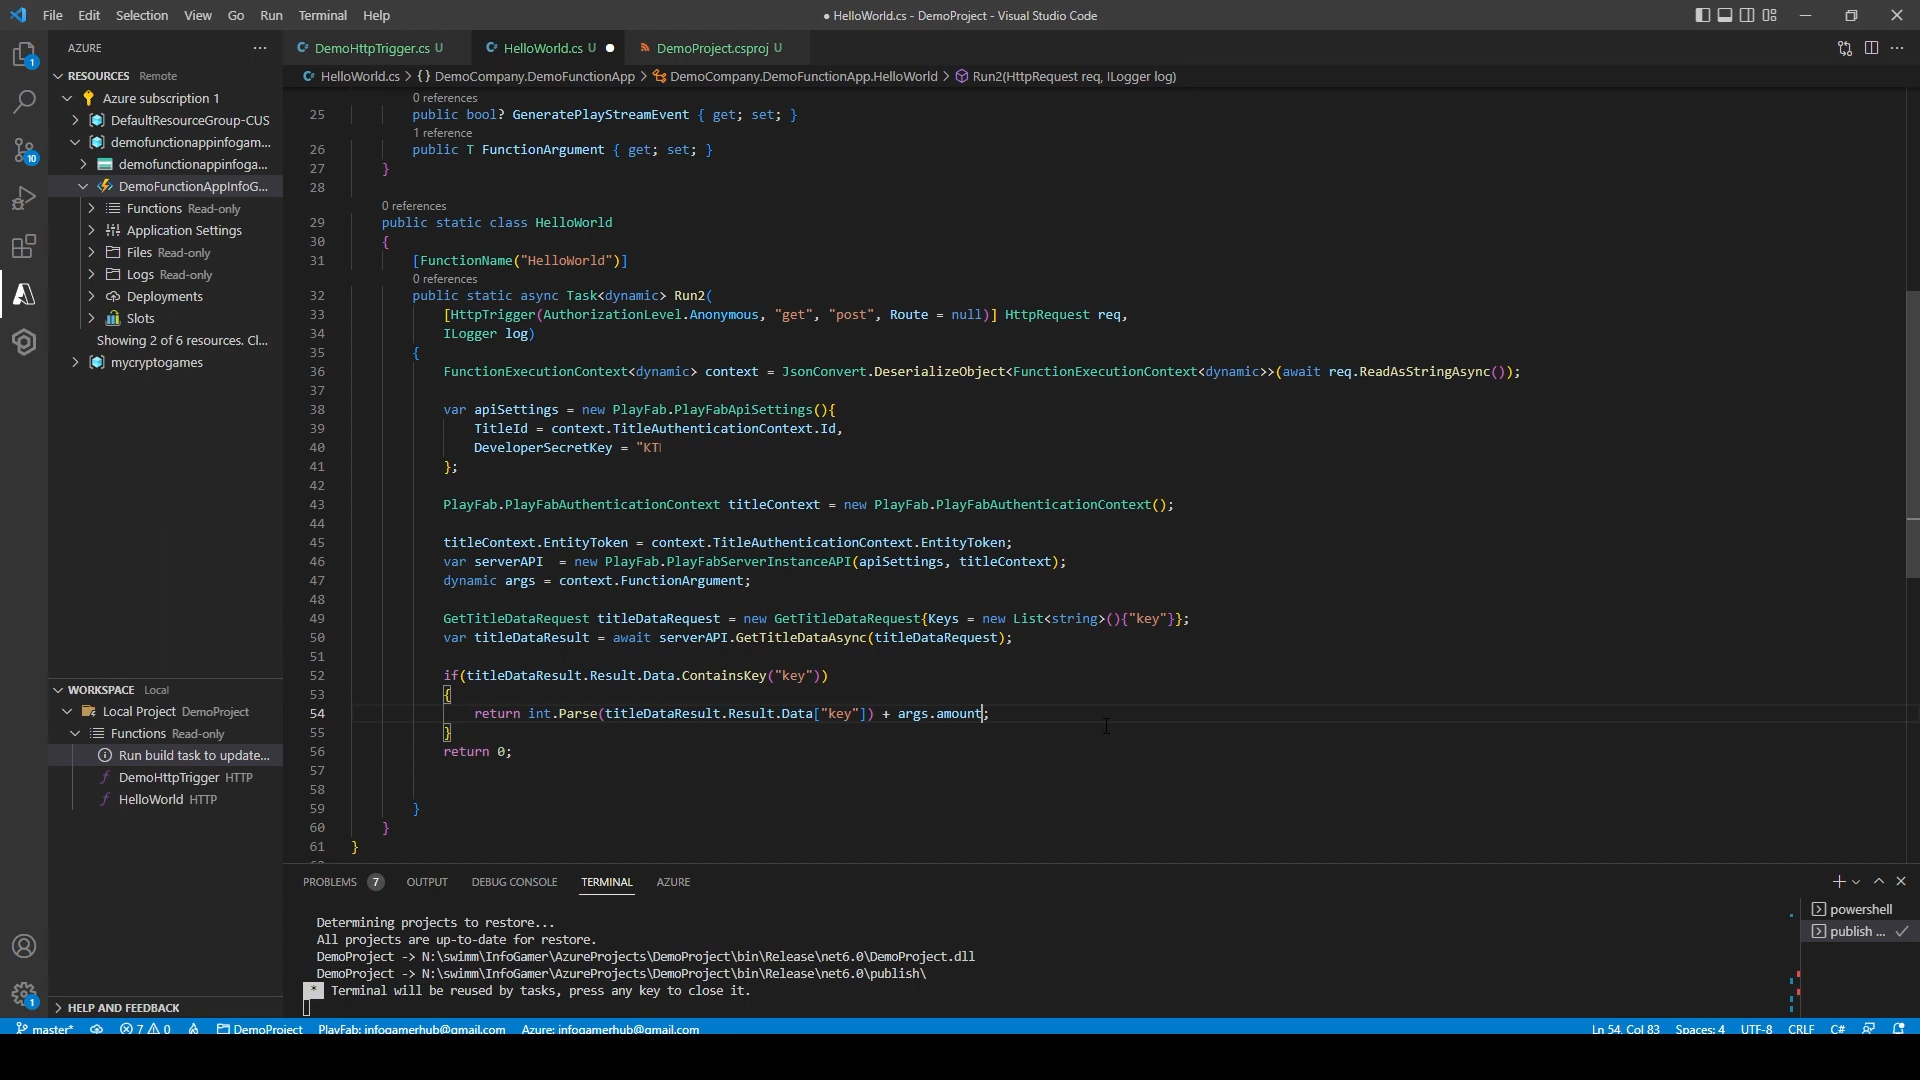 File Edit Selection View Go Run Terminal Help
● HelloWorld.cs - DemoProject - Visual Studio Code
AZURE
DemoHttpTrigger.cs U
HelloWorld.cs U
DemoProject.csproj U
HelloWorld.cs > {} DemoCompany.DemoFunctionApp > DemoCompany.DemoFunctionApp.HelloWorld > Run2(HttpRequest req, ILogger log)
RESOURCES Remote
Azure subscription 1
DefaultResourceGroup-CUS
demofunctionappinfogam...
demofunctionappinfoga...
DemoFunctionAppInfoG...
Functions Read-only
Application Settings
Files Read-only
Logs Read-only
Deployments
Slots
Showing 2 of 6 resources. Cl...
mycryptogames
WORKSPACE Local
Local Project DemoProject
Functions Read-only
Run build task to update...
DemoHttpTrigger HTTP
HelloWorld HTTP
HELP AND FEEDBACK
0 references
25 public bool? GeneratePlayStreamEvent { get; set; }
1 reference
26 public T FunctionArgument { get; set; }
27 }
28
0 references
29 public static class HelloWorld
30 {
31 [FunctionName("HelloWorld")]
0 references
32 public static async Task<dynamic> Run2(
33 [HttpTrigger(AuthorizationLevel.Anonymous, "get", "post", Route = null)] HttpRequest req,
34 ILogger log)
35 {
36 FunctionExecutionContext<dynamic> context = JsonConvert.DeserializeObject<FunctionExecutionContext<dynamic>>(await req.ReadAsStringAsync());
37
38 var apiSettings = new PlayFab.PlayFabApiSettings(){
39 TitleId = context.TitleAuthenticationContext.Id,
40 DeveloperSecretKey = "KT
41 };
42
43 PlayFab.PlayFabAuthenticationContext titleContext = new PlayFab.PlayFabAuthenticationContext();
44
45 titleContext.EntityToken = context.TitleAuthenticationContext.EntityToken;
46 var serverAPI = new PlayFab.PlayFabServerInstanceAPI(apiSettings, titleContext);
47 dynamic args = context.FunctionArgument;
48
49 GetTitleDataRequest titleDataRequest = new GetTitleDataRequest{Keys = new List<string>(){"key"}};
50 var titleDataResult = await serverAPI.GetTitleDataAsync(titleDataRequest);
51
52 if(titleDataResult.Result.Data.ContainsKey("key"))
53 {
54 return int.Parse(titleDataResult.Result.Data["key"]) + args.amount;
55 }
56 return 0;
57
58
59 }
60 }
61 }
PROBLEMS 7 OUTPUT DEBUG CONSOLE TERMINAL AZURE
Determining projects to restore...
All projects are up-to-date for restore.
DemoProject -> N:\swimm\InfoGamer\AzureProjects\DemoProject\bin\Release\net6.0\DemoProject.dll
DemoProject -> N:\swimm\InfoGamer\AzureProjects\DemoProject\bin\Release\net6.0\publish\
* Terminal will be reused by tasks, press any key to close it.
powershell
publish ...
1
10
1
master* 7 0 DemoProject PlayFab: infogamerhub@gmail.com Azure: infogamerhub@gmail.com Ln 54, Col 83 Spaces: 4 UTF-8 CRLF C#